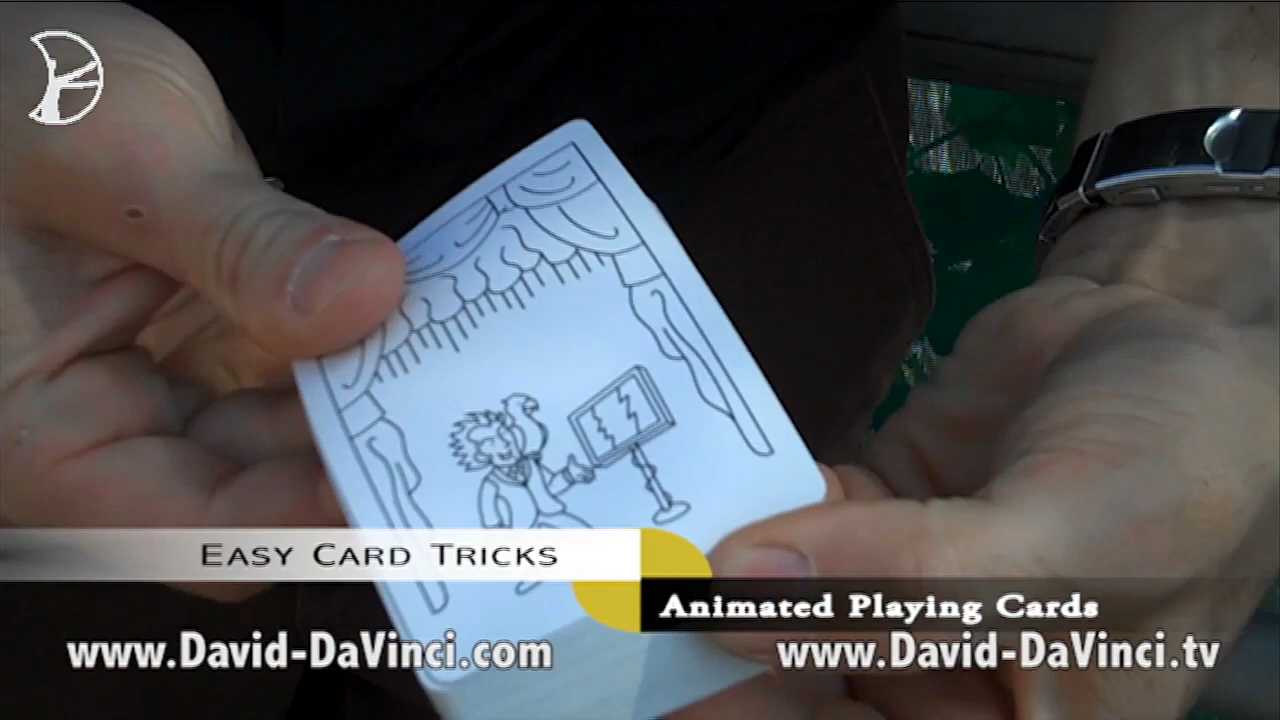 Easy Card Tricks
Animated Playing Cards
www.David-DaVinci.com
www.David-DaVinci.tv